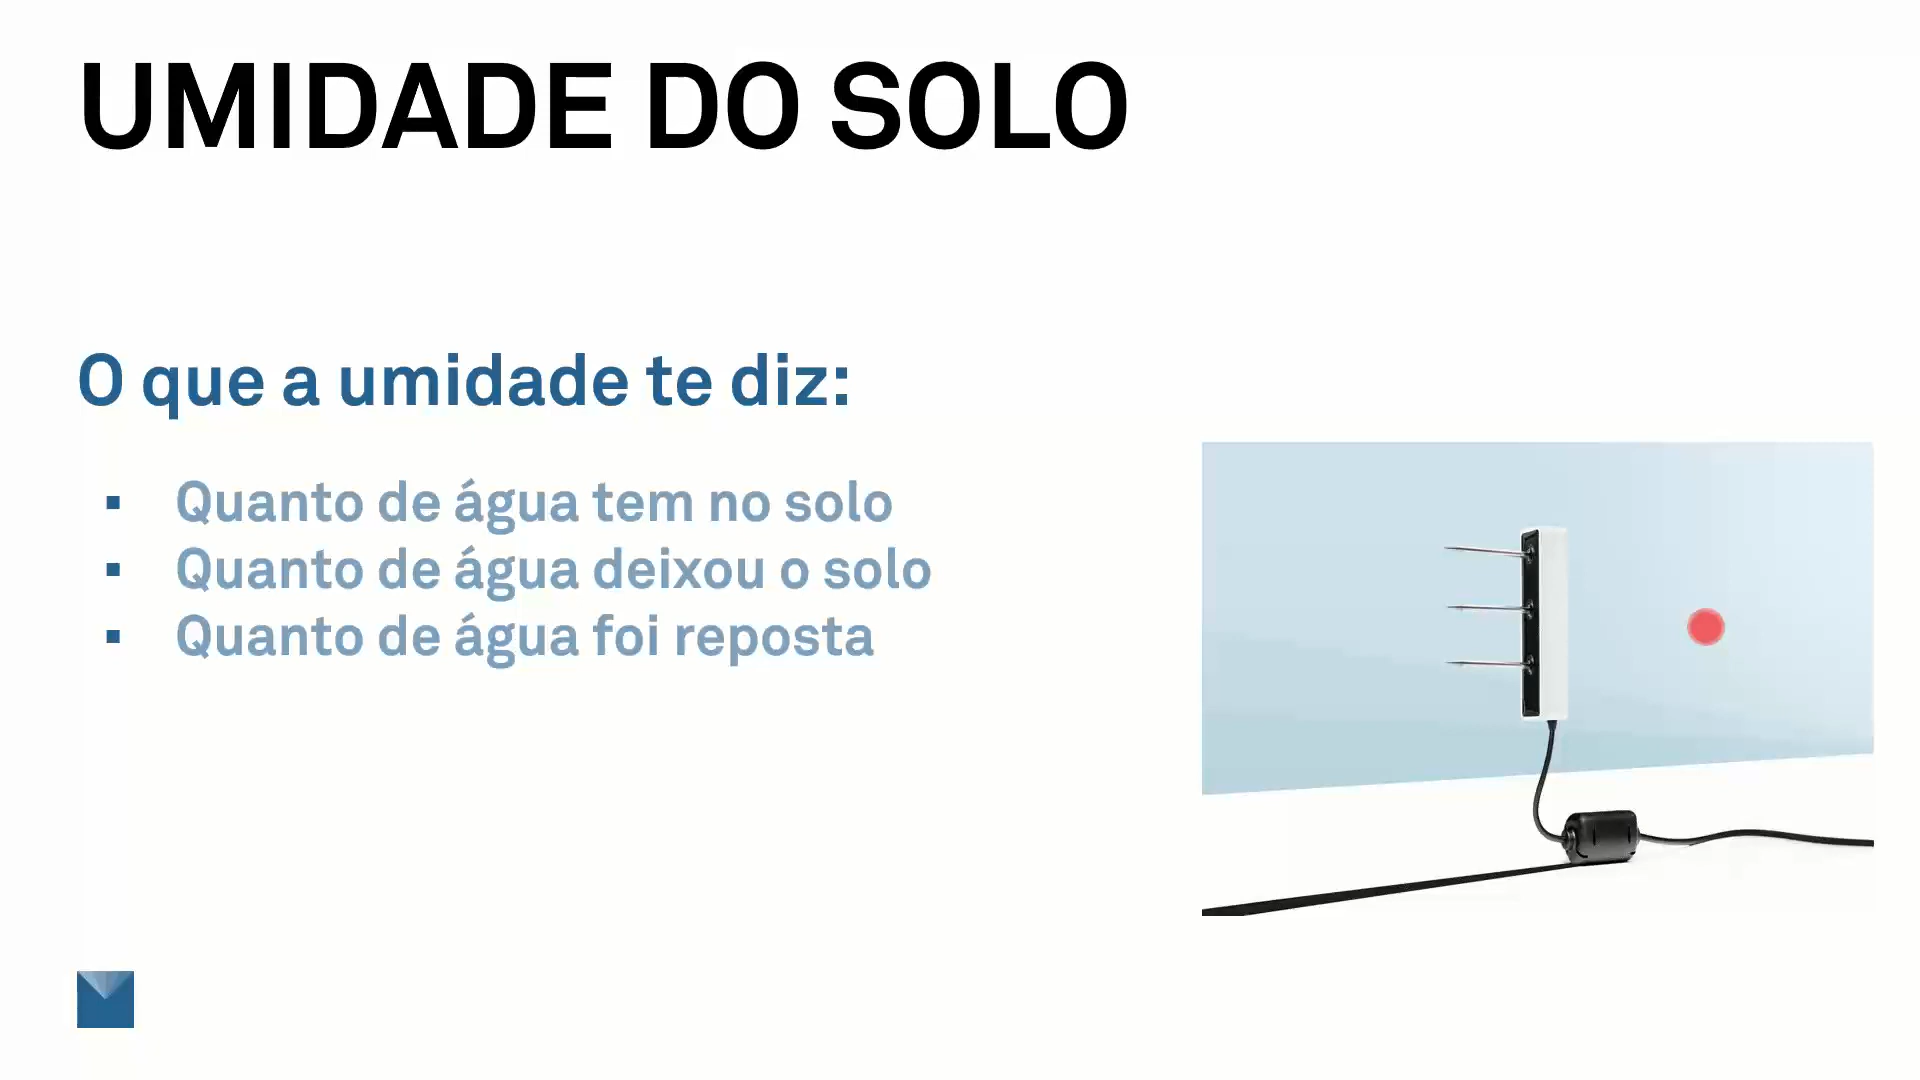 UMIDADE DO SOLO
O que a umidade te diz:
▪ Quanto de água tem no solo
▪ Quanto de água deixou o solo
▪ Quanto de água foi reposta